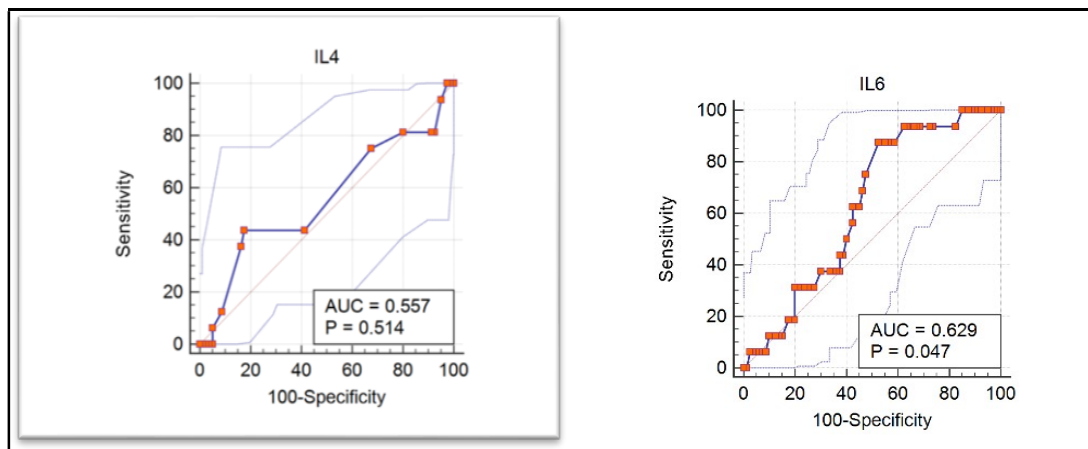 IL4
100
80
60
40
20
0
Sensitivity
AUC = 0.557
P = 0.514
0 20 40 60 80 100
100-Specificity
IL6
100
80
60
40
20
0
Sensitivity
AUC = 0.629
P = 0.047
0 20 40 60 80 100
100-Specificity